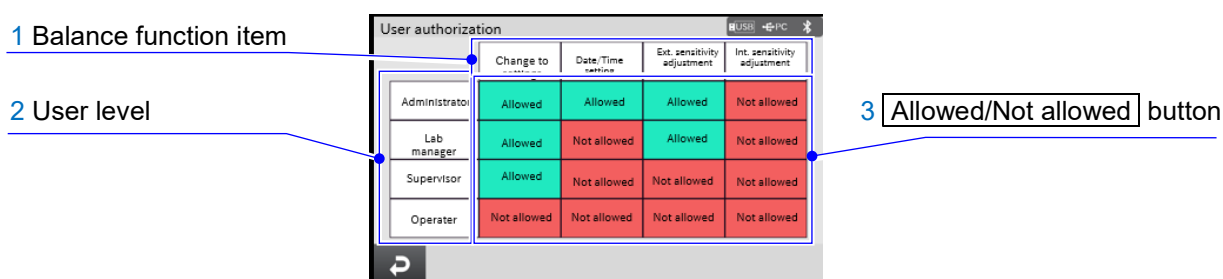 1 Balance function item
2 User level
3 Allowed/Not allowed button
User authorization
USB PC
Change to
settings
Date/Time
setting
Ext. sensitivity
adjustment
Int. sensitivity
adjustment
Administrator Allowed Allowed Allowed Not allowed
Lab
manager Allowed Not allowed Allowed Not allowed
Supervisor Allowed Not allowed Not allowed Not allowed
Operater Not allowed Not allowed Not allowed Not allowed